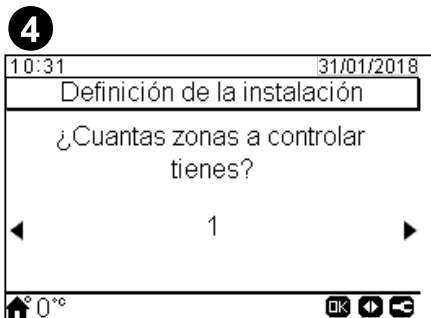 4
10:31 31/01/2018
Definición de la instalación
¿Cuantas zonas a controlar
tienes?
1
0°c
OK